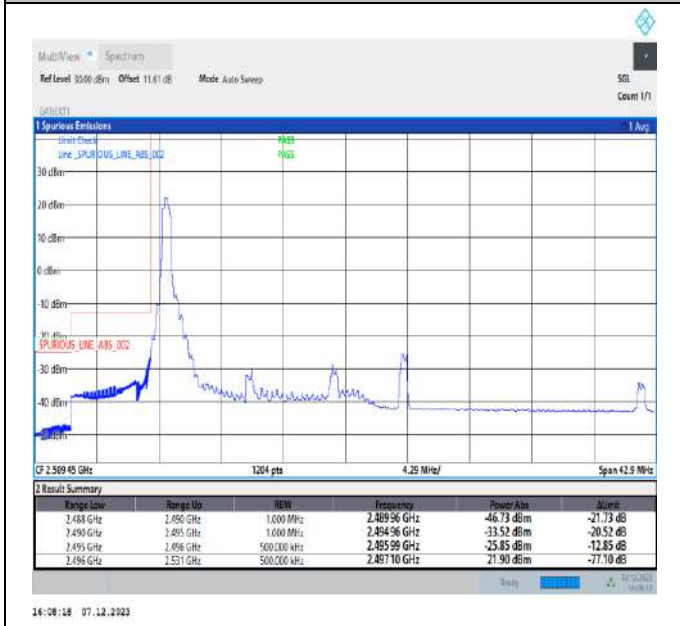 MultiView Spectrum
Ref Level 30.00 dBm Offset 11.61 dB Mode Auto Sweep SGL
Count 1/1
1 Spurious Emissions 1 Avg
Limit Check PASS
Line _SPURIOUS_LINE_ABS_002 PASS
30 dBm
20 dBm
10 dBm
0 dBm
-10 dBm
-20 dBm
SPURIOUS_LINE_ABS_002
-30 dBm
-40 dBm
CF 2.50945 GHz 1204 pts 4.29 MHz/ Span 42.9 MHz
2 Result Summary
Range Low Range Up RBW Frequency Power Abs ΔLimit
2.488 GHz 2.490 GHz 1.000 MHz 2.48996 GHz -46.73 dBm -21.73 dB
2.490 GHz 2.495 GHz 1.000 MHz 2.49496 GHz -33.52 dBm -20.52 dB
2.495 GHz 2.496 GHz 500.000 kHz 2.49599 GHz -25.85 dBm -12.85 dB
2.496 GHz 2.531 GHz 500.000 kHz 2.49710 GHz 21.90 dBm -77.10 dB
Ready 07.12.2023
16:08:18 07.12.2023